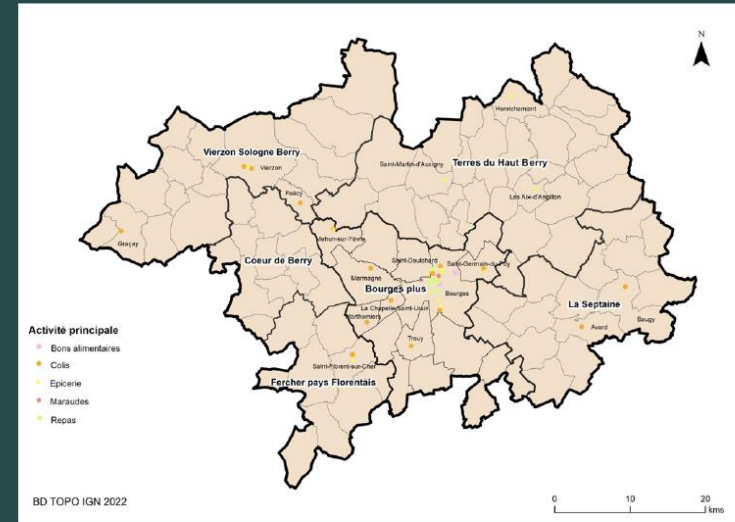 N
Henrichemont
Vierzon Sologne Berry
Saint-Martin-d'Auxigny
Terres du Haut Berry
Vierzon
Les Aix-d'Angillon
Foëcy
Graçay
Mehun-sur-Yèvre
Coeur de Berry
Saint-Doulchard
Saint-Germain-du-Puy
Marmagne
Bourges plus
Bourges
La Septaine
La Chapelle-Saint-Ursin
Morthomiers
Baugy
Avord
Trouy
Activité principale
Bons alimentaires
Colis
Epicerie
Maraudes
Repas
Saint-Florent-sur-Cher
Fercher pays Florentais
BD TOPO IGN 2022
0 10 20
kms